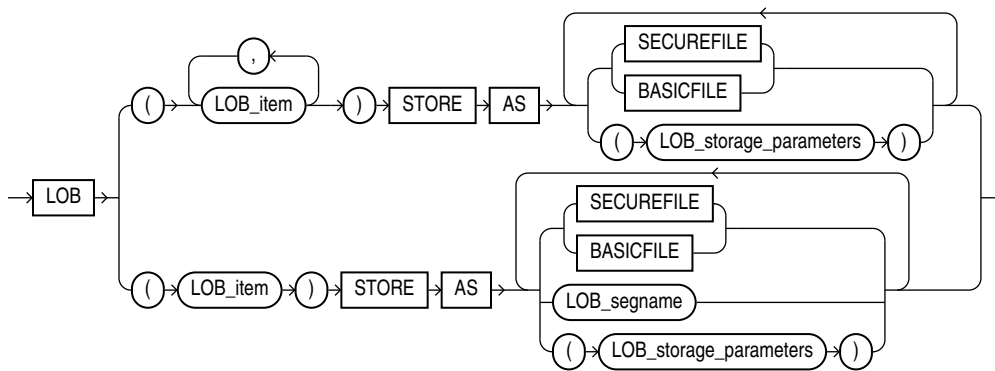 ,
SECUREFILE
( LOB_item ) STORE AS BASICFILE
( LOB_storage_parameters )
LOB
SECUREFILE
BASICFILE
( LOB_item ) STORE AS
LOB_segname
( LOB_storage_parameters )